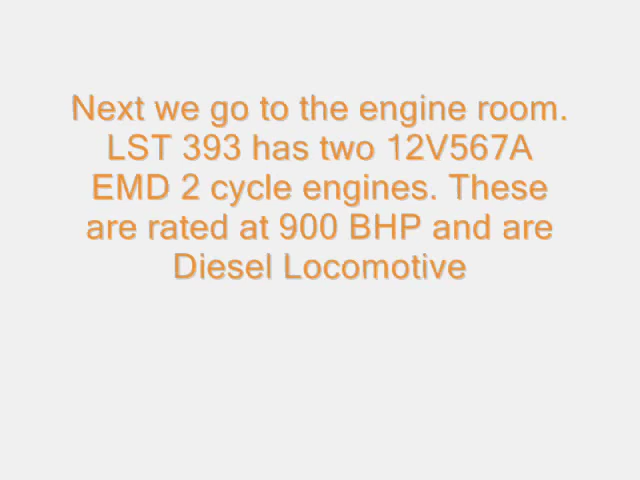 Next we go to the engine room.
LST 393 has two 12V567A
EMD 2 cycle engines. These
are rated at 900 BHP and are
Diesel Locomotive